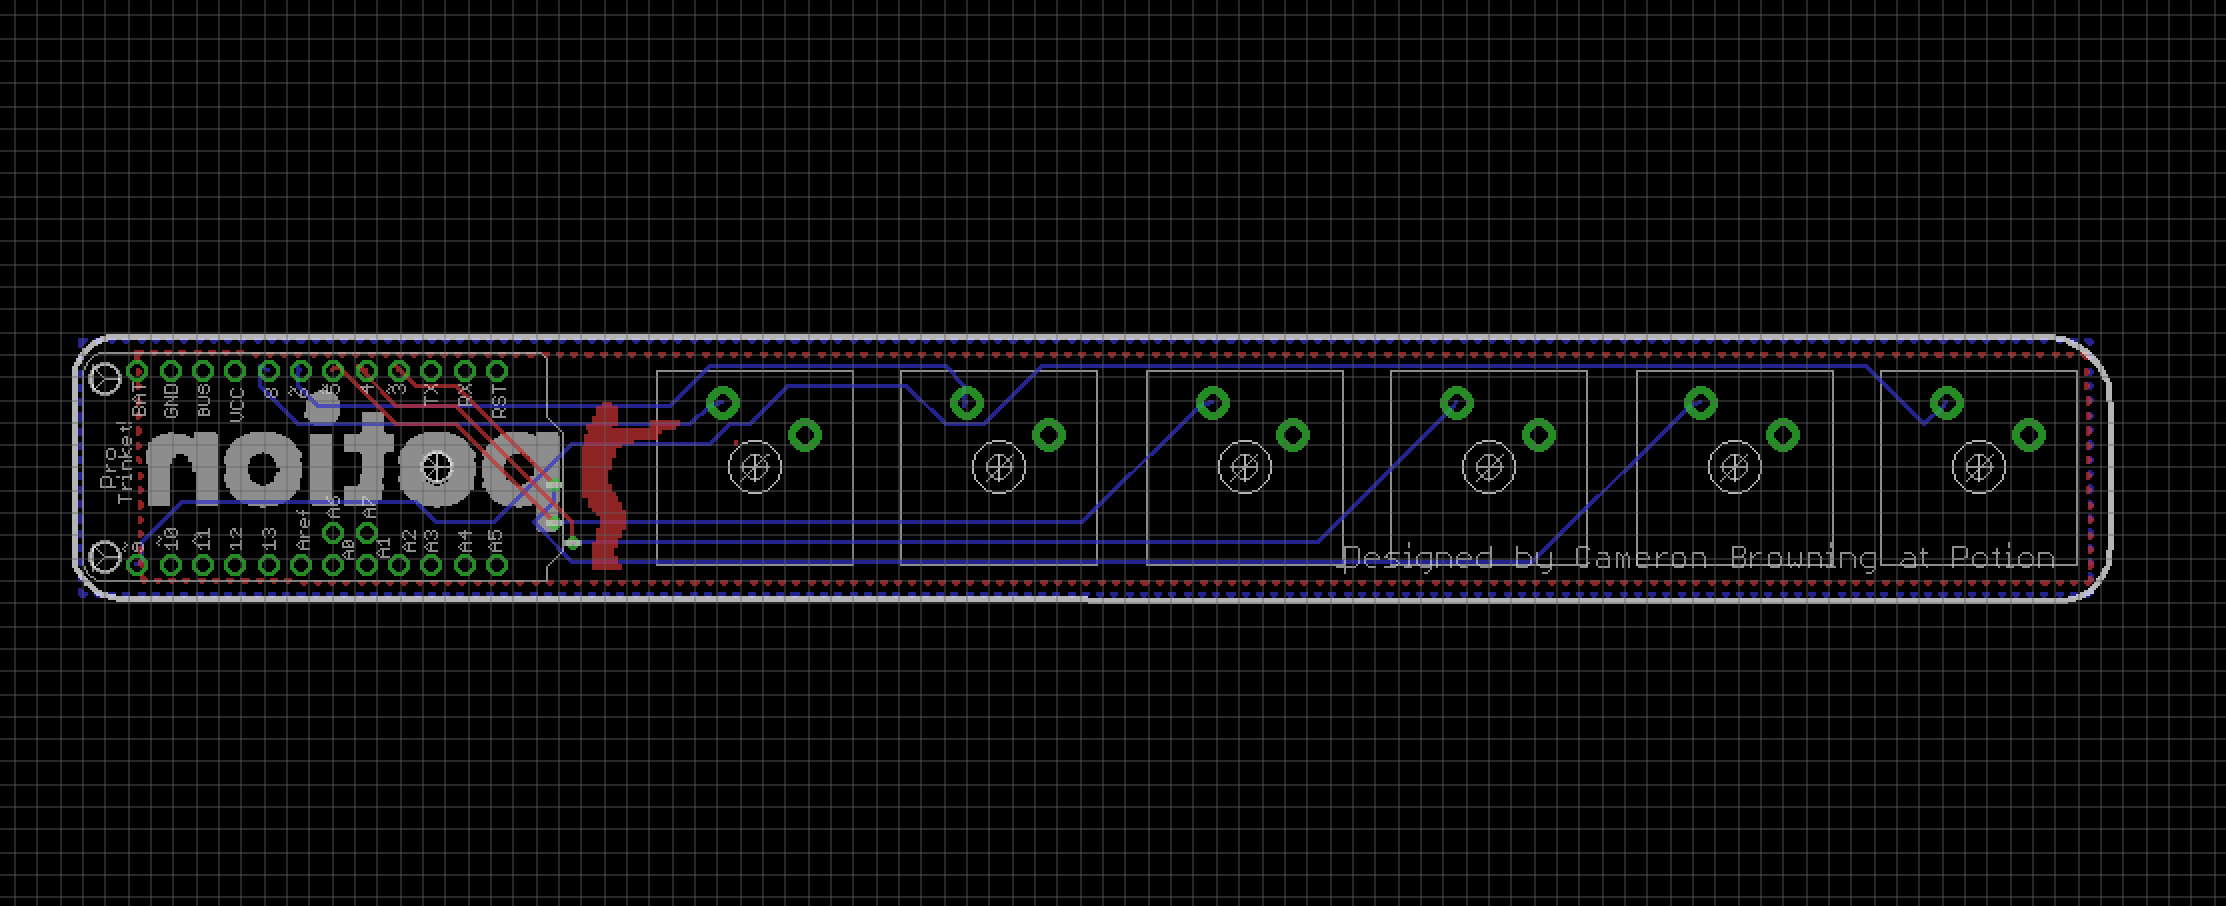 BAT GND BUS VCC 8 6 5 4 3 TX RX RST
Pro
Trinket
potion
9 10 11 12 13 Aref A6 A0 A7 A1 A2 A3 A4 A5
Designed by Cameron Browning at Potion